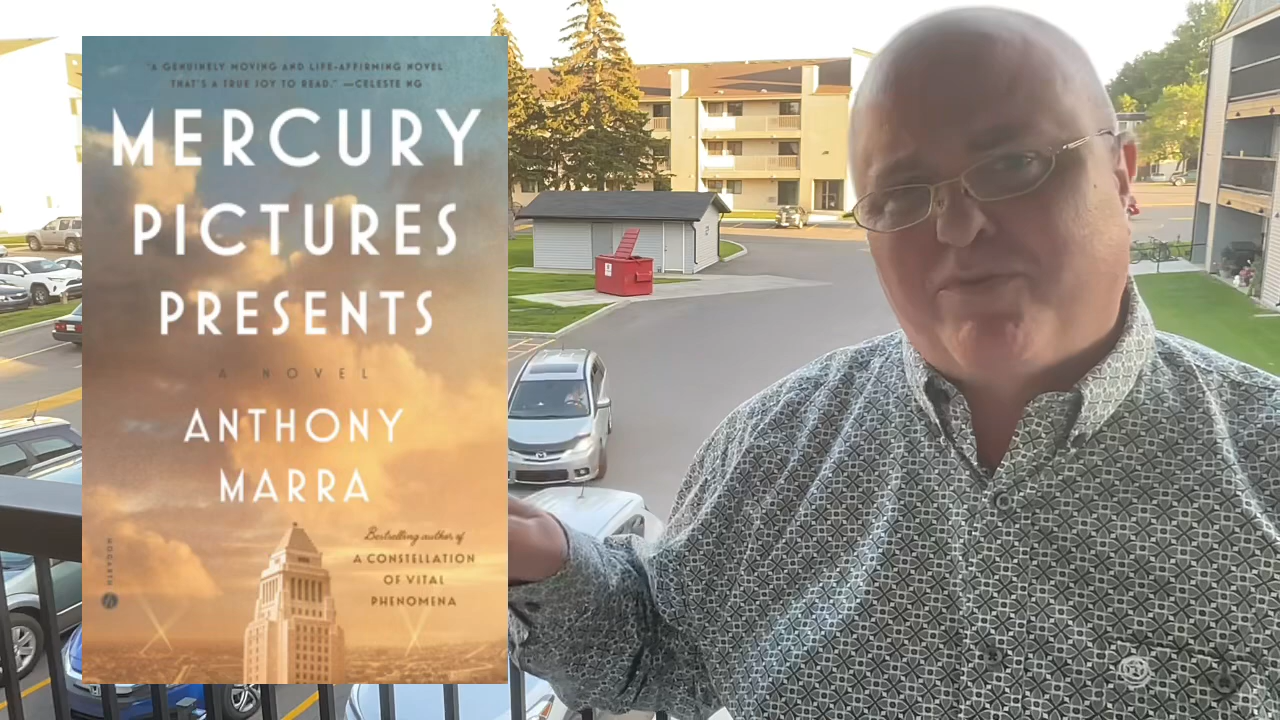 "A GENUINELY MOVING AND LIFE-AFFIRMING NOVEL
THAT'S A TRUE JOY TO READ." —CELESTE NG
MERCURY
PICTURES
PRESENTS
A NOVEL
ANTHONY
MARRA
Bestselling author of
A CONSTELLATION
OF VITAL
PHENOMENA
HOGARTH